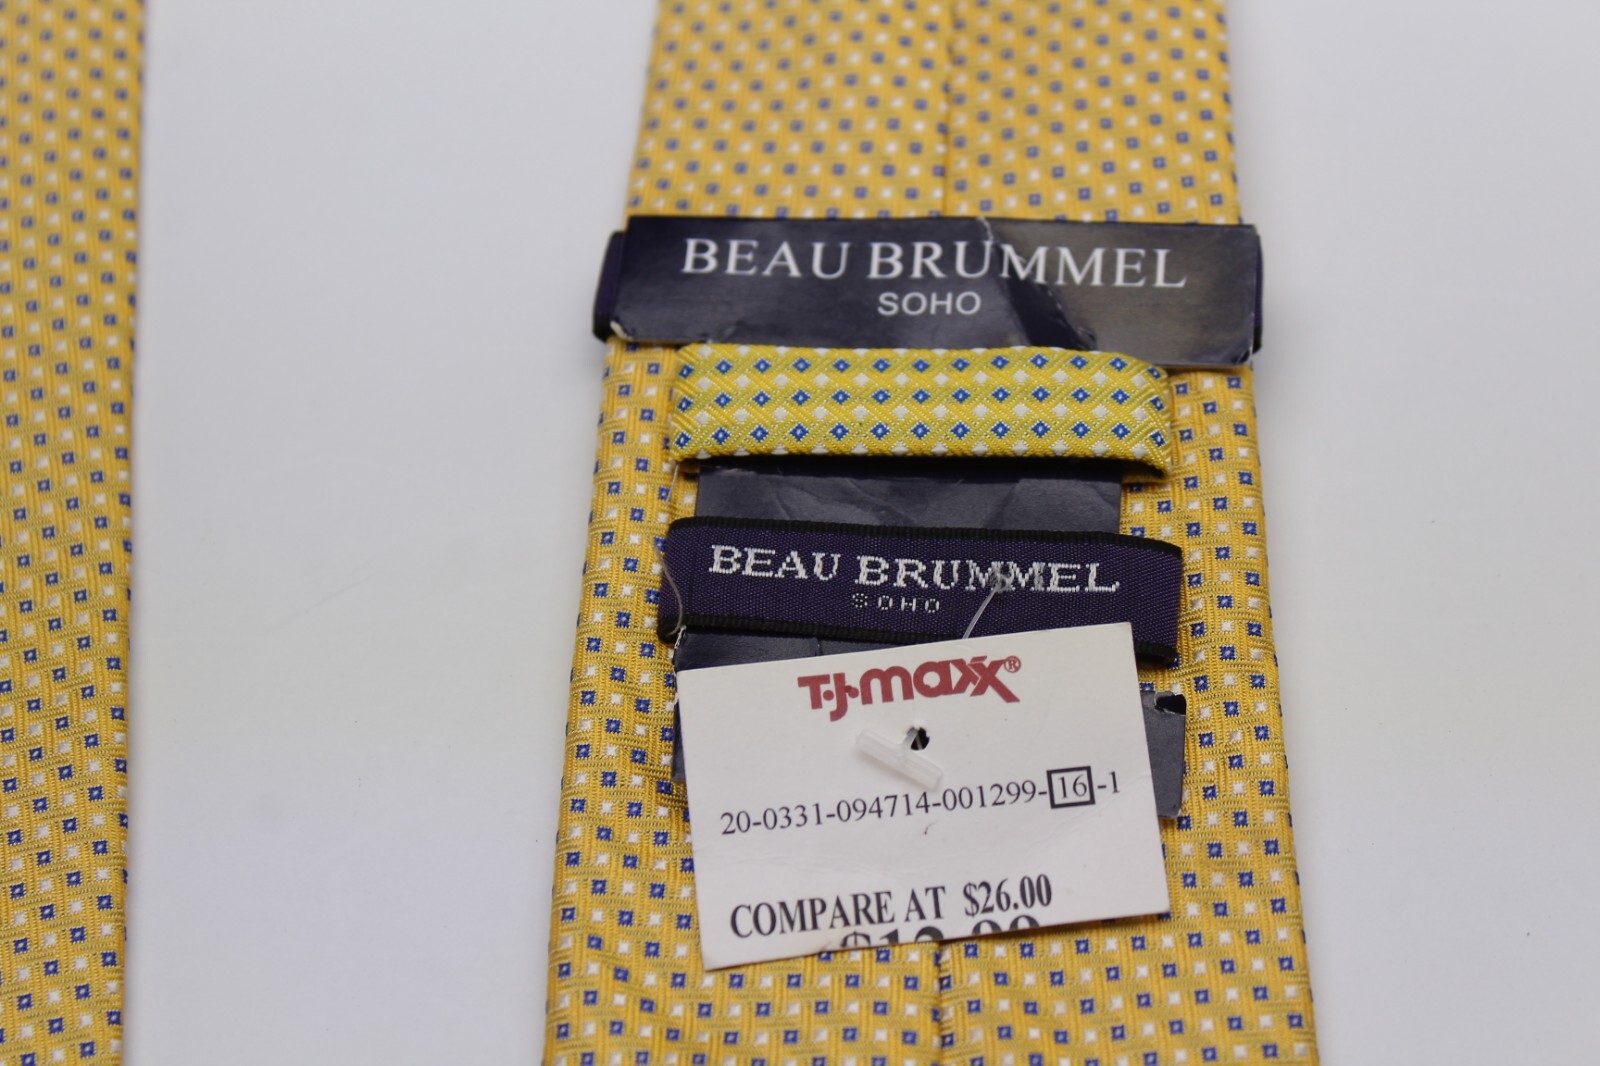 BEAU BRUMMEL
SOHO
BEAU BRUMMEL
SOHO
T·J·maxx®
20-0331-094714-001299-16-1
COMPARE AT $26.00